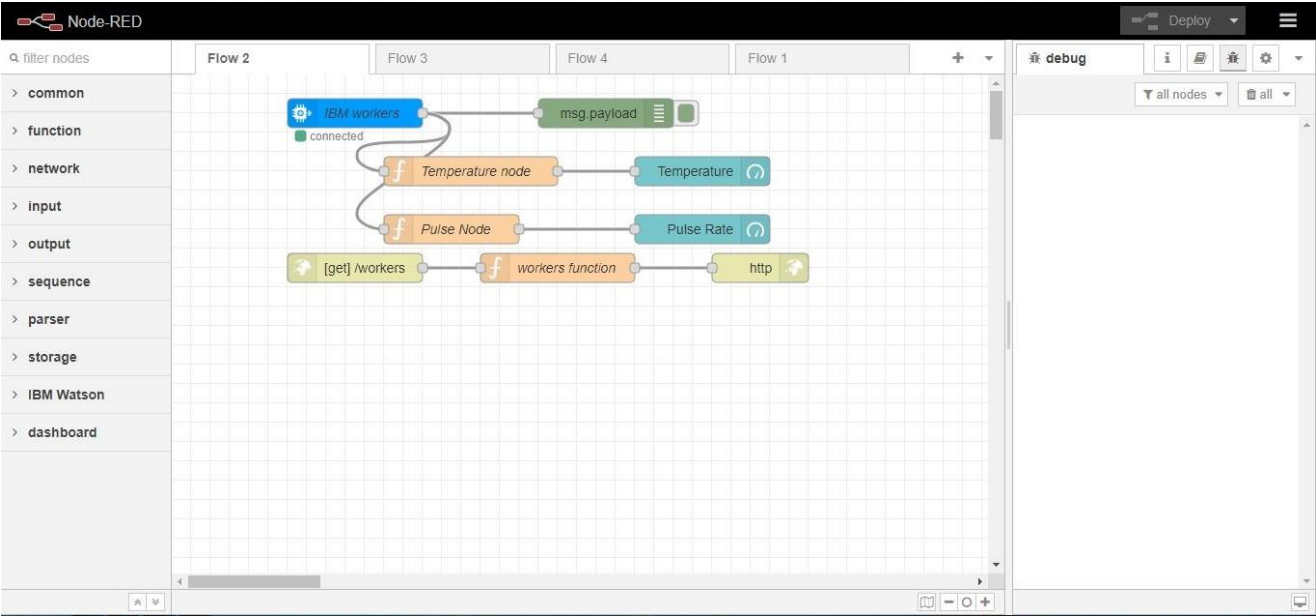 Node-RED
Deploy
filter nodes
Flow 2
Flow 3
Flow 4
Flow 1
debug
i
all nodes
all
common
function
network
input
output
sequence
parser
storage
IBM Watson
dashboard
IBM workers
msg.payload
connected
f
Temperature node
Temperature
f
Pulse Node
Pulse Rate
[get] /workers
f
workers function
http